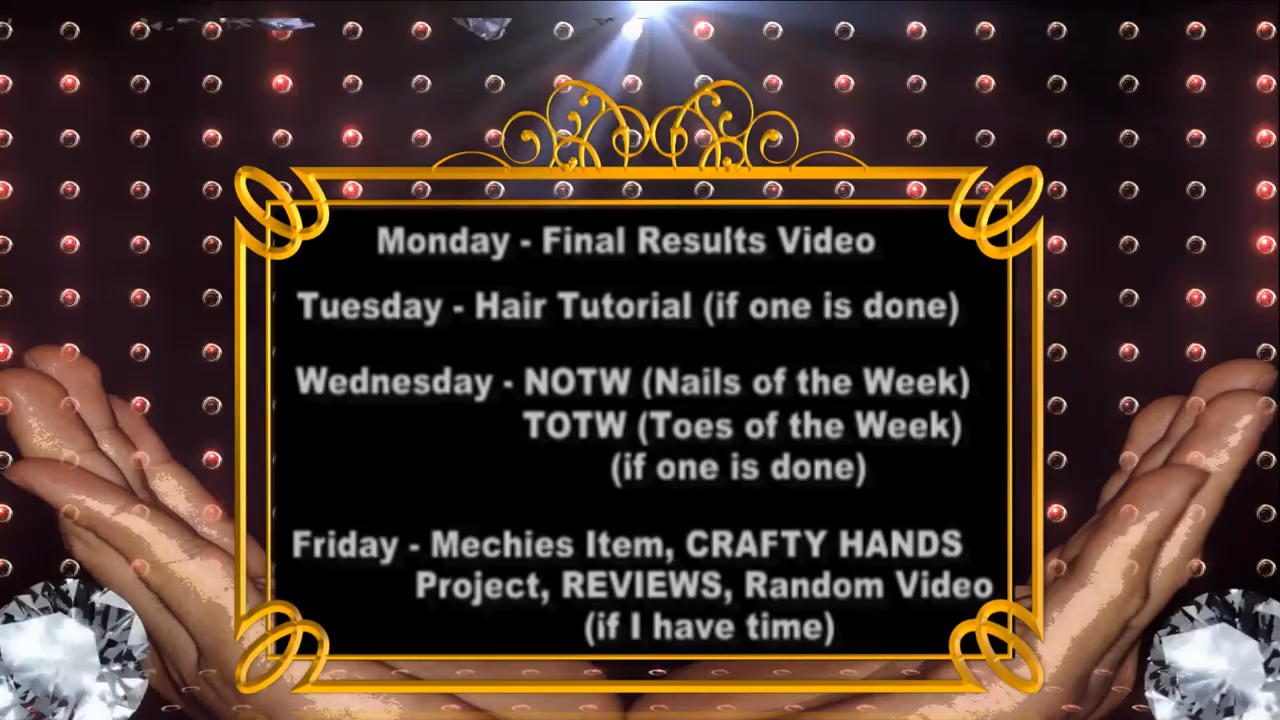 Monday - Final Results Video
Tuesday - Hair Tutorial (if one is done)
Wednesday - NOTW (Nails of the Week)
TOTW (Toes of the Week)
(if one is done)
Friday - Mechies Item, CRAFTY HANDS
Project, REVIEWS, Random Video
(if I have time)